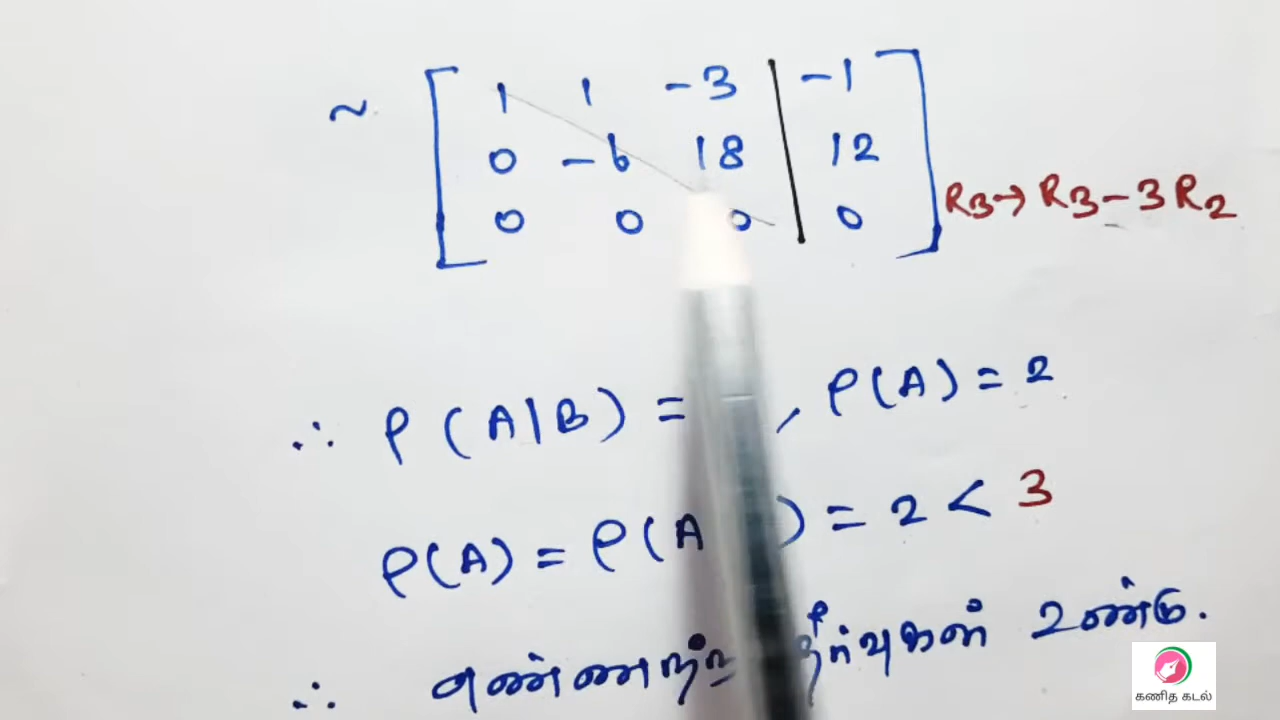 ~ [ 1 1 -3 | -1
0 -6 18 | 12
0 0 0 | 0 ] R3→ R3-3R2
∴ ρ(A|B) = , ρ(A) = 2
ρ(A) = ρ(A ) = 2 < 3
∴ உண்டு.
கணித கடல்